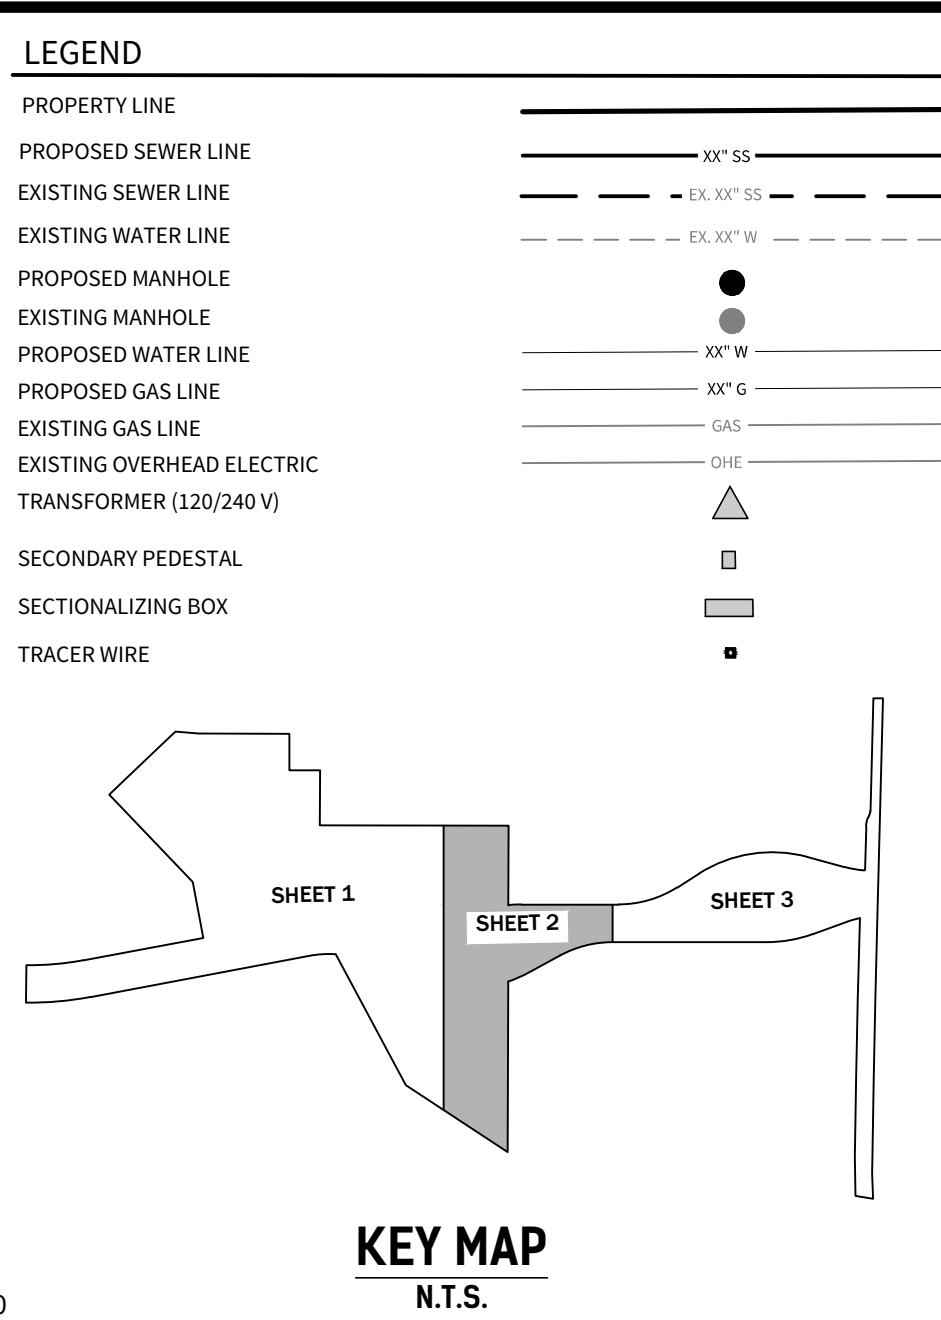 LEGEND
PROPERTY LINE
PROPOSED SEWER LINE XX" SS
EXISTING SEWER LINE EX. XX" SS
EXISTING WATER LINE EX. XX" W
PROPOSED MANHOLE
EXISTING MANHOLE
PROPOSED WATER LINE XX" W
PROPOSED GAS LINE XX" G
EXISTING GAS LINE GAS
EXISTING OVERHEAD ELECTRIC OHE
TRANSFORMER (120/240 V)
SECONDARY PEDESTAL
SECTIONALIZING BOX
TRACER WIRE
SHEET 1
SHEET 2
SHEET 3
KEY MAP
N.T.S.